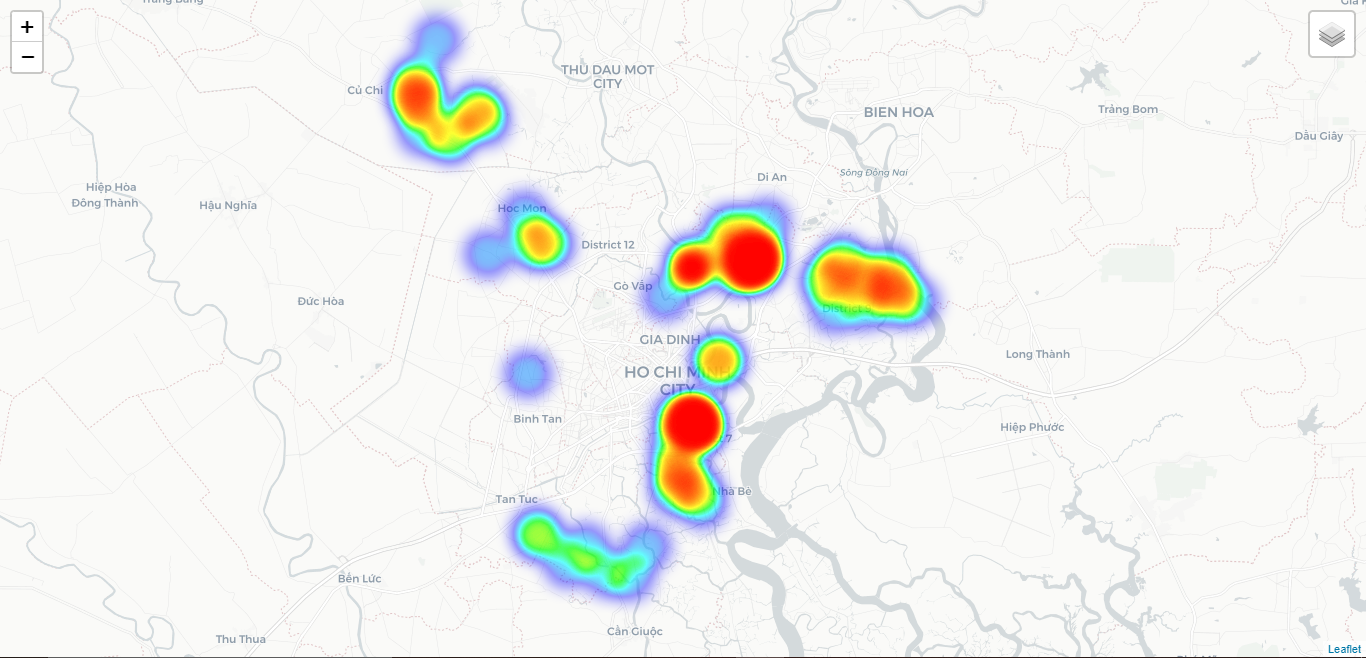 +
−
THU DAU MOT
CITY
Củ Chi
BIEN HOA
Trảng Bom
Dầu Giây
Di An
Sông Đồng Nai
Hiệp Hòa
Đông Thành
Hậu Nghĩa
Hoc Mon
District 12
Gò Vấp
Đức Hòa
District 9
GIA DINH
Long Thành
HO CHI MINH
CITY
Binh Tan
Hiệp Phước
Nhà Bè
Tan Tuc
Bến Lức
Cần Giuộc
Thu Thua
Leaflet